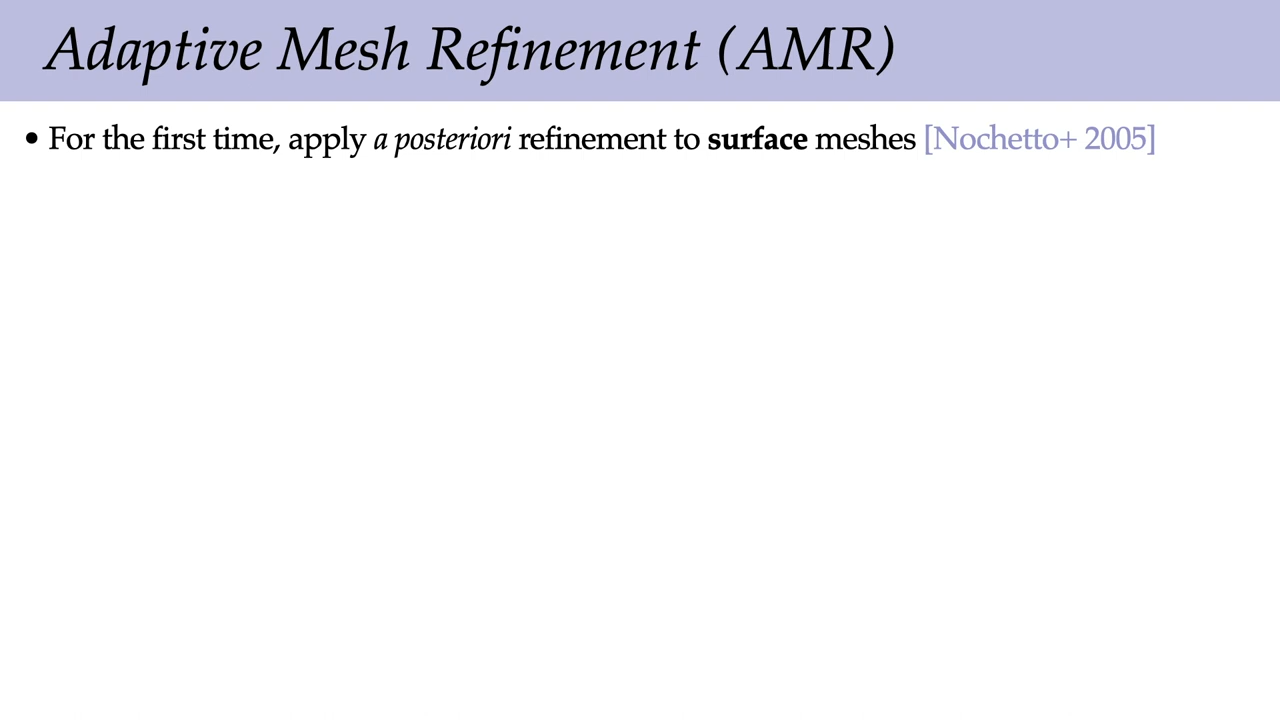 Adaptive Mesh Refinement (AMR)
• For the first time, apply a posteriori refinement to surface meshes [Nochetto+ 2005]